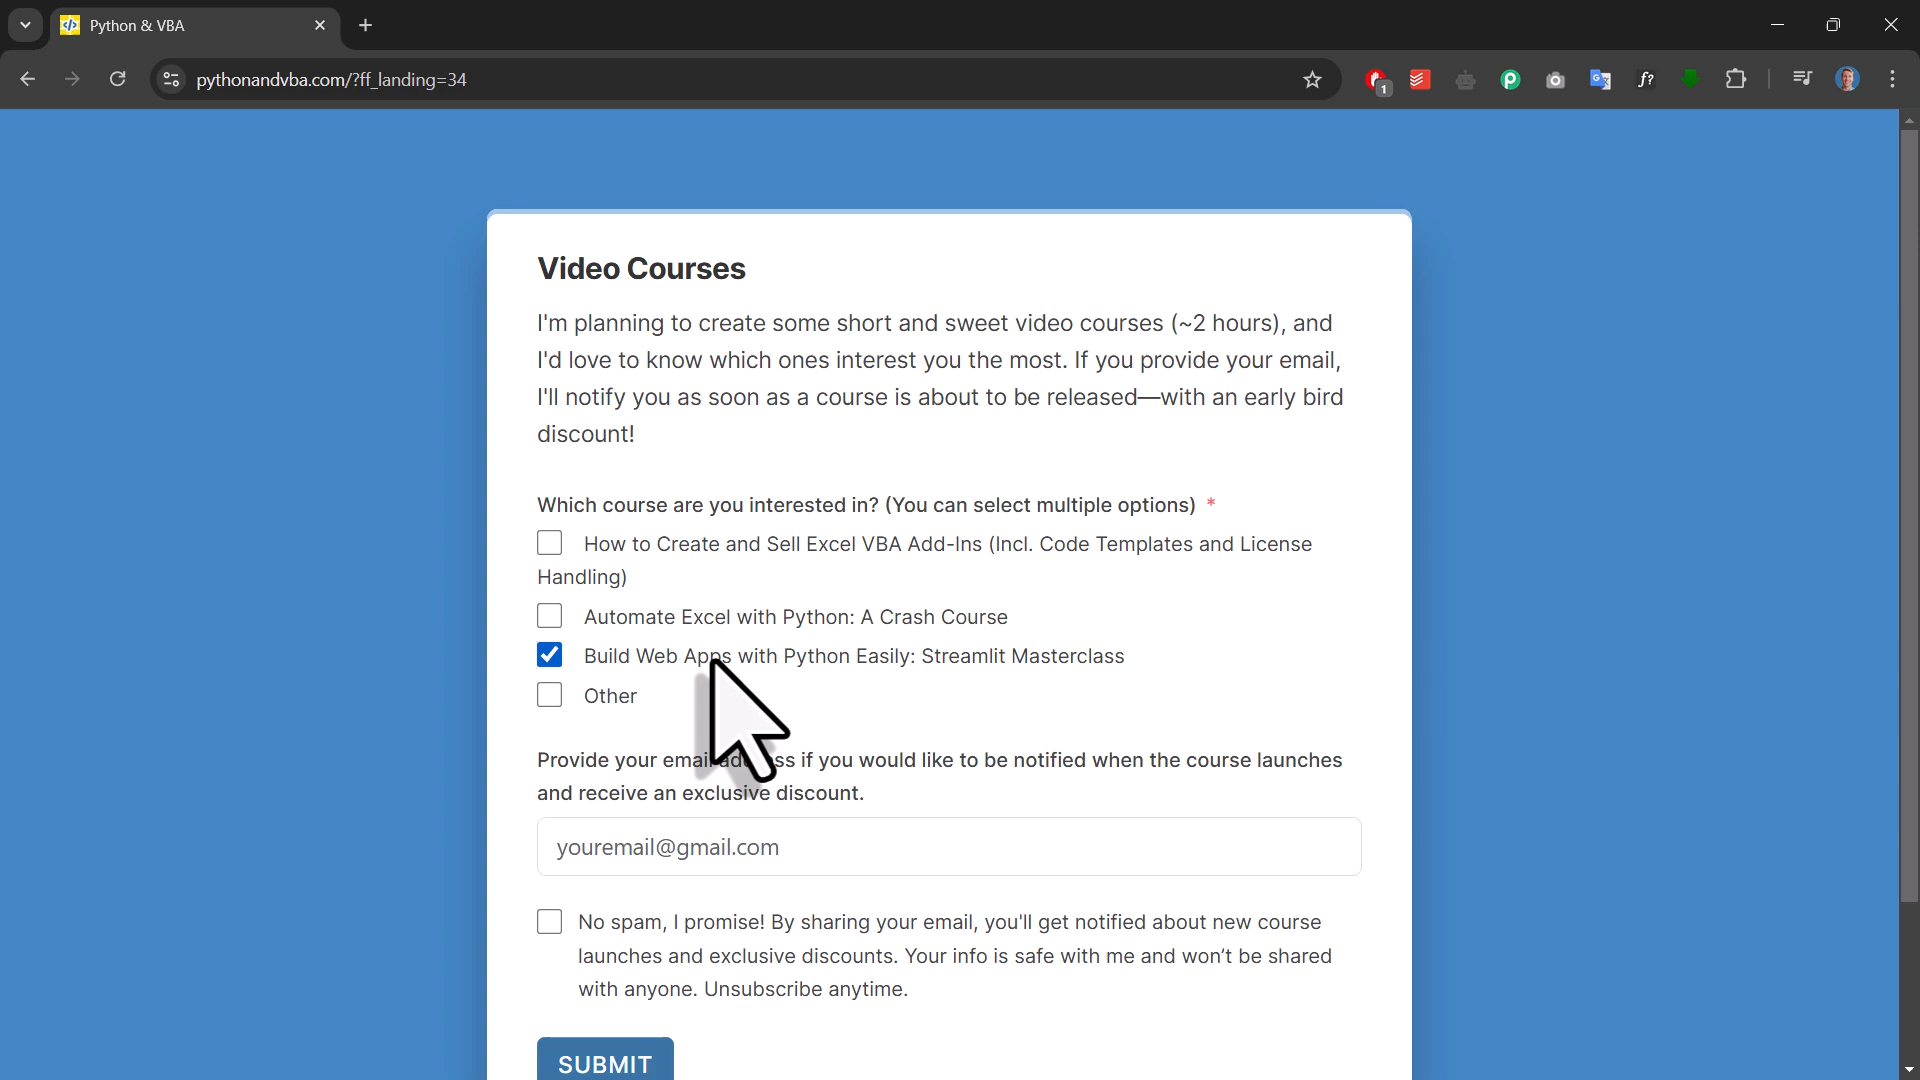 Python & VBA
pythonandvba.com/?ff_landing=34
1
f?
Video Courses
I'm planning to create some short and sweet video courses (~2 hours), and
I'd love to know which ones interest you the most. If you provide your email,
I'll notify you as soon as a course is about to be released—with an early bird
discount!
Which course are you interested in? (You can select multiple options) *
How to Create and Sell Excel VBA Add-Ins (Incl. Code Templates and License
Handling)
Automate Excel with Python: A Crash Course
Build Web Apps with Python Easily: Streamlit Masterclass
Other
Provide your email address if you would like to be notified when the course launches
and receive an exclusive discount.
youremail@gmail.com
No spam, I promise! By sharing your email, you'll get notified about new course
launches and exclusive discounts. Your info is safe with me and won't be shared
with anyone. Unsubscribe anytime.
SUBMIT